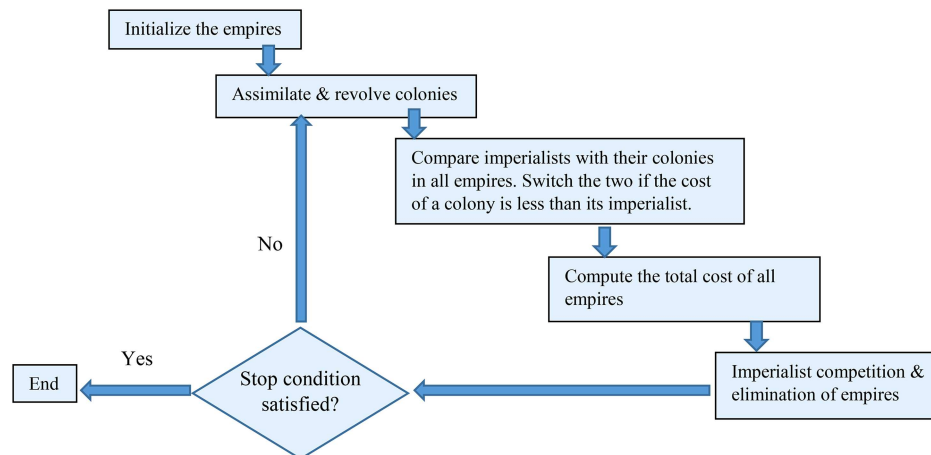 Initialize the empires
Assimilate & revolve colonies
Compare imperialists with their colonies
in all empires. Switch the two if the cost
of a colony is less than its imperialist.
No
Compute the total cost of all
empires
Yes
End
Stop condition
satisfied?
Imperialist competition &
elimination of empires